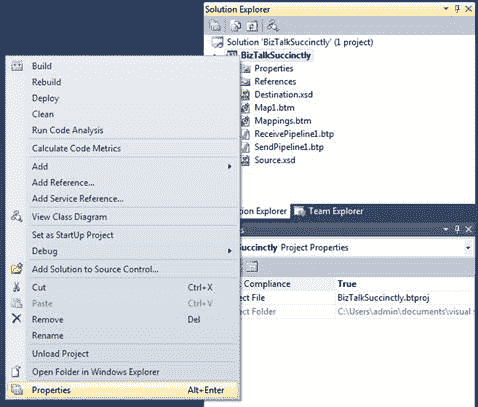 Solution Explorer
Solution 'BizTalkSuccinctly' (1 project)
BizTalkSuccinctly
Properties
References
Destination.xsd
Map1.btm
Mappings.btm
ReceivePipeline1.btp
SendPipeline1.btp
Source.xsd
Build
Rebuild
Deploy
Clean
Run Code Analysis
Calculate Code Metrics
Add
Add Reference...
Add Service Reference...
View Class Diagram
Set as StartUp Project
Debug
Add Solution to Source Control...
Cut Ctrl+X
Paste Ctrl+V
Remove Del
Rename
Unload Project
Open Folder in Windows Explorer
Properties Alt+Enter
tion Explorer Team Explorer
Succinctly Project Properties
Compliance True
ect File BizTalkSuccinctly.btproj
ect Folder C:\Users\admin\documents\visual s